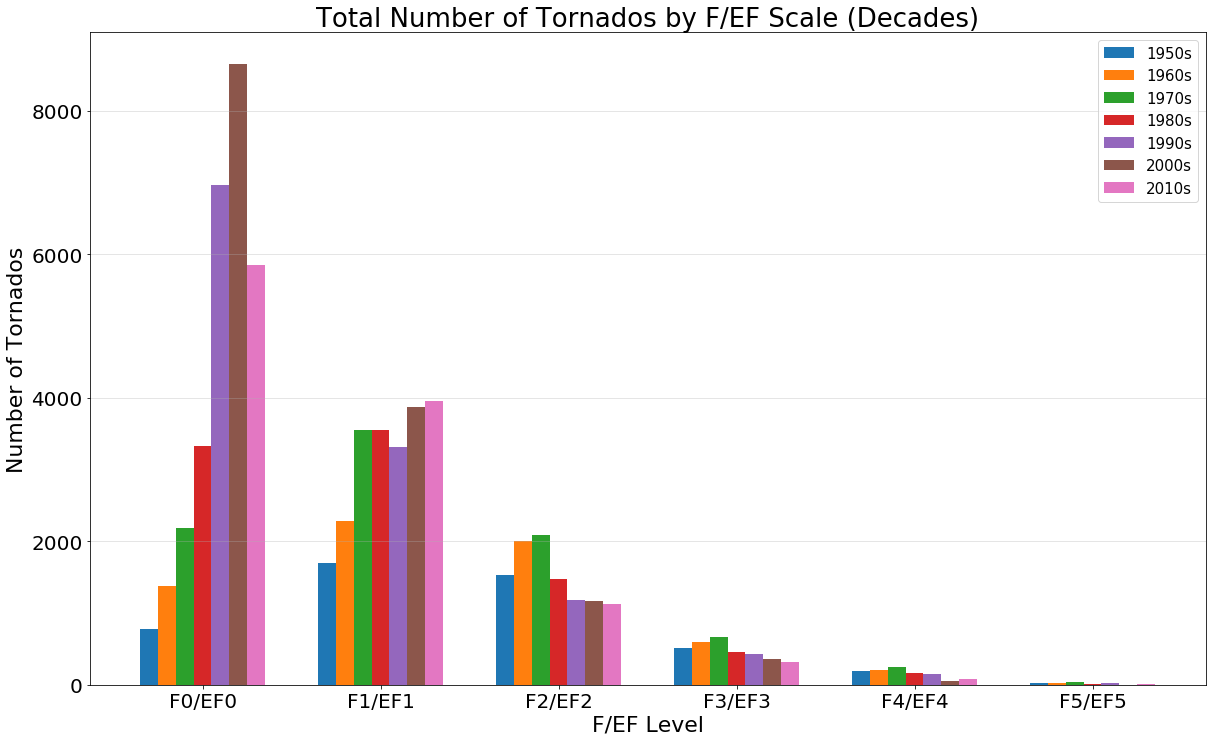 Total Number of Tornados by F/EF Scale (Decades)
1950s
1960s
1970s
1980s
1990s
2000s
2010s
Number of Tornados
8000
6000
4000
2000
0
F0/EF0 F1/EF1 F2/EF2 F3/EF3 F4/EF4 F5/EF5
F/EF Level